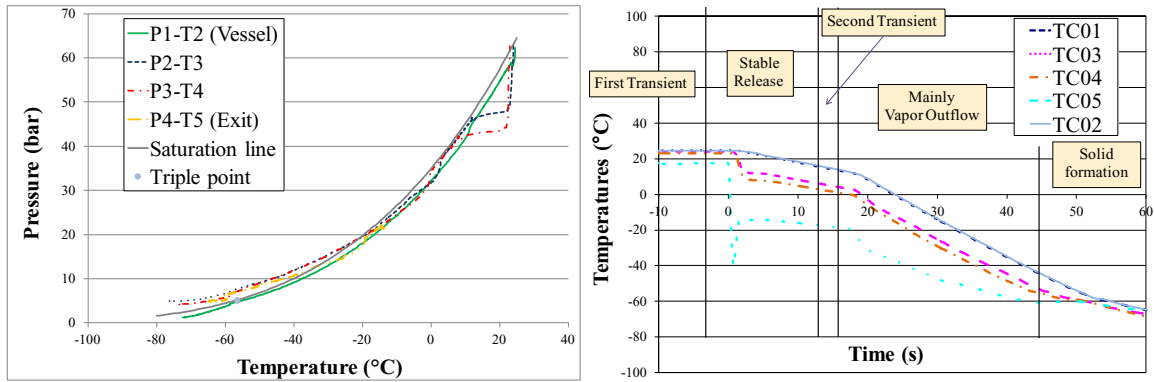 70
60
50
40
30
20
10
0
-100
-80
-60
-40
-20
0
20
40
Pressure (bar)
Temperature (°C)
P1-T2 (Vessel)
P2-T3
P3-T4
P4-T5 (Exit)
Saturation line
Triple point
100
80
60
40
20
0
-20
-40
-60
-80
-100
-10
0
10
20
30
40
50
60
Temperatures (°C)
Time (s)
First Transient
Stable
Release
Second Transient
Mainly
Vapor Outflow
Solid
formation
TC01
TC03
TC04
TC05
TC02